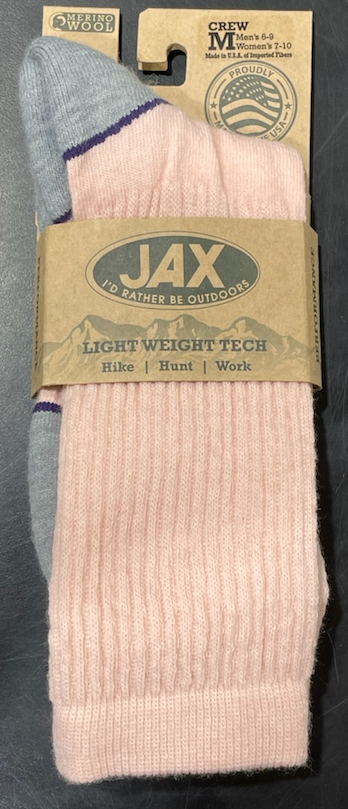 MERINO
WOOL
CREW
M Men's 6-9
Women's 7-10
Made in U.S.A. of Imported Fibers
PROUDLY
USA
JAX
I'D RATHER BE OUTDOORS
LIGHT WEIGHT TECH
Hike | Hunt | Work
PERFORMANCE